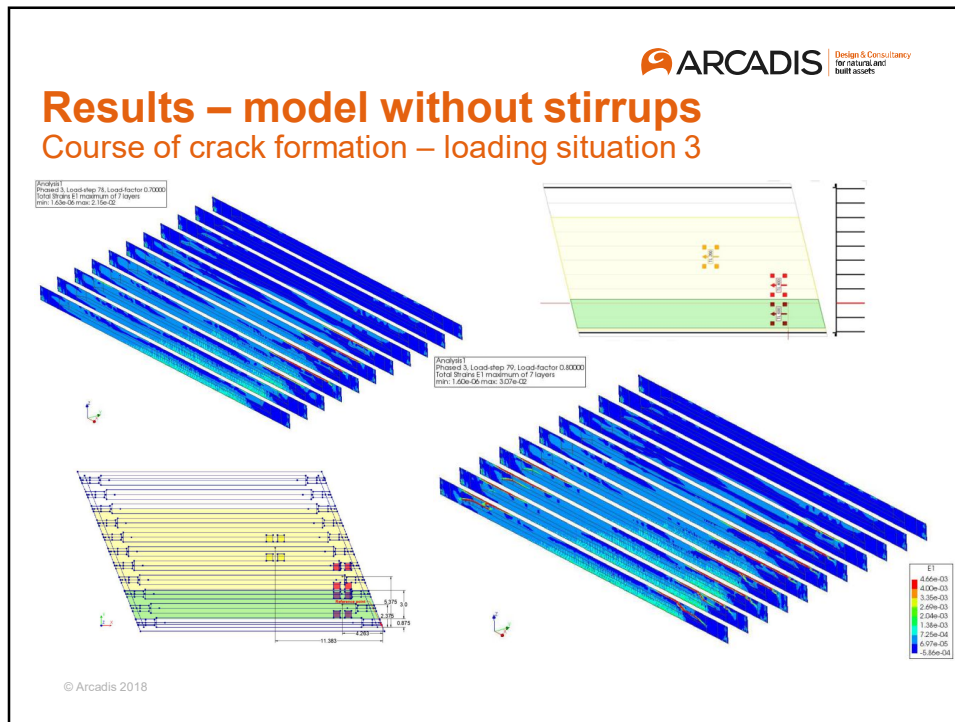 ARCADIS
Design & Consultancy
for natural and
built assets
Results – model without stirrups
Course of crack formation – loading situation 3
Analysis1
Phased 3, Load-step 78, Load-factor 0.70000
Total Strains E1 maximum of 7 layers
min: 1.63e-06 max: 2.15e-02
Analysis1
Phased 3, Load-step 79, Load-factor 0.80000
Total Strains E1 maximum of 7 layers
min: 1.60e-06 max: 3.07e-02
5.375
3.0
2.375
0.875
4.263
11.383
E1
4.66e-03
4.00e-03
3.35e-03
2.69e-03
2.04e-03
1.38e-03
7.25e-04
6.97e-05
-5.86e-04
© Arcadis 2018